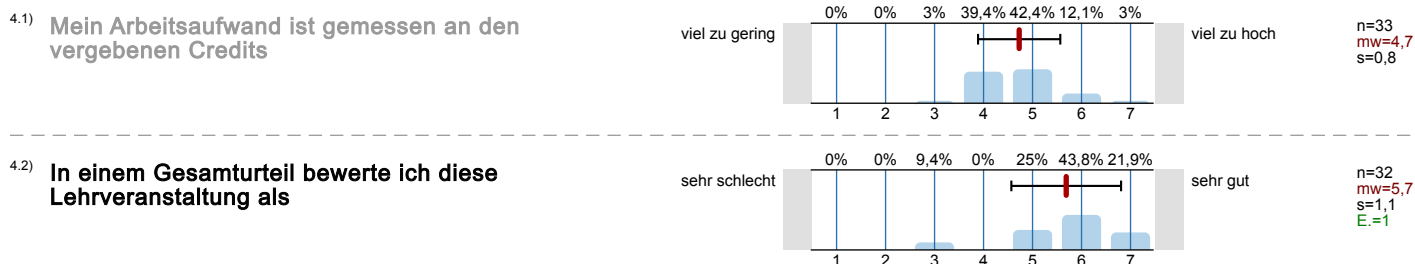 4.1) Mein Arbeitsaufwand ist gemessen an den
vergebenen Credits
viel zu gering
0% 0% 3% 39,4% 42,4% 12,1% 3%
1 2 3 4 5 6 7
viel zu hoch
n=33
mw=4,7
s=0,8
4.2) In einem Gesamturteil bewerte ich diese
Lehrveranstaltung als
sehr schlecht
0% 0% 9,4% 0% 25% 43,8% 21,9%
1 2 3 4 5 6 7
sehr gut
n=32
mw=5,7
s=1,1
E.=1